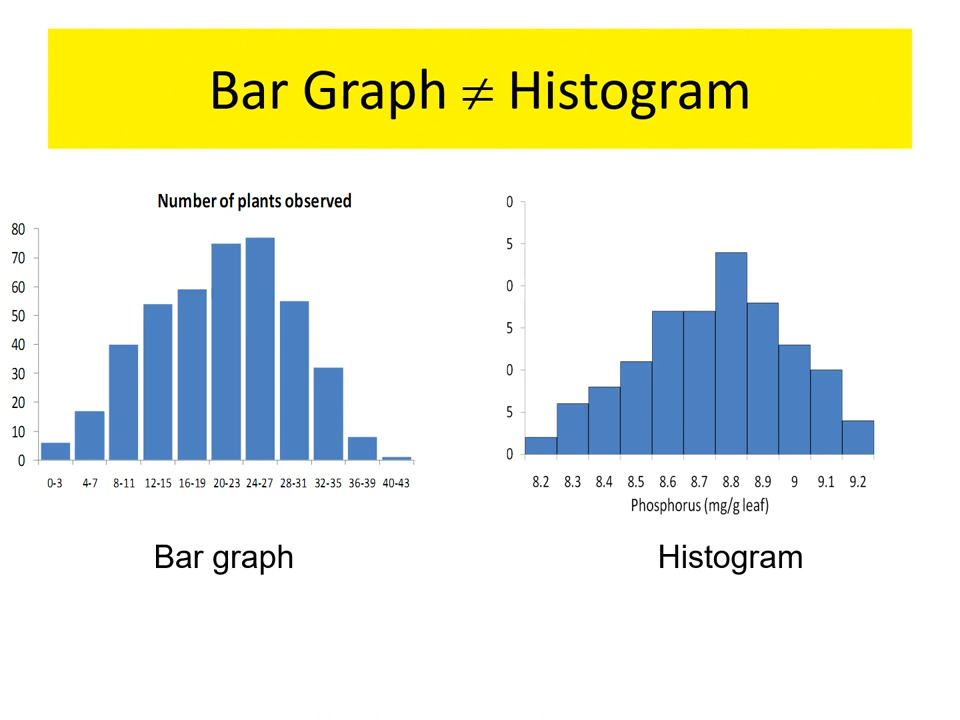 Bar Graph ≠ Histogram
Number of plants observed
80
70
60
50
40
30
20
10
0
0-3 4-7 8-11 12-15 16-19 20-23 24-27 28-31 32-35 36-39 40-43
0
5
0
5
0
5
0
8.2 8.3 8.4 8.5 8.6 8.7 8.8 8.9 9 9.1 9.2
Phosphorus (mg/g leaf)
Bar graph
Histogram